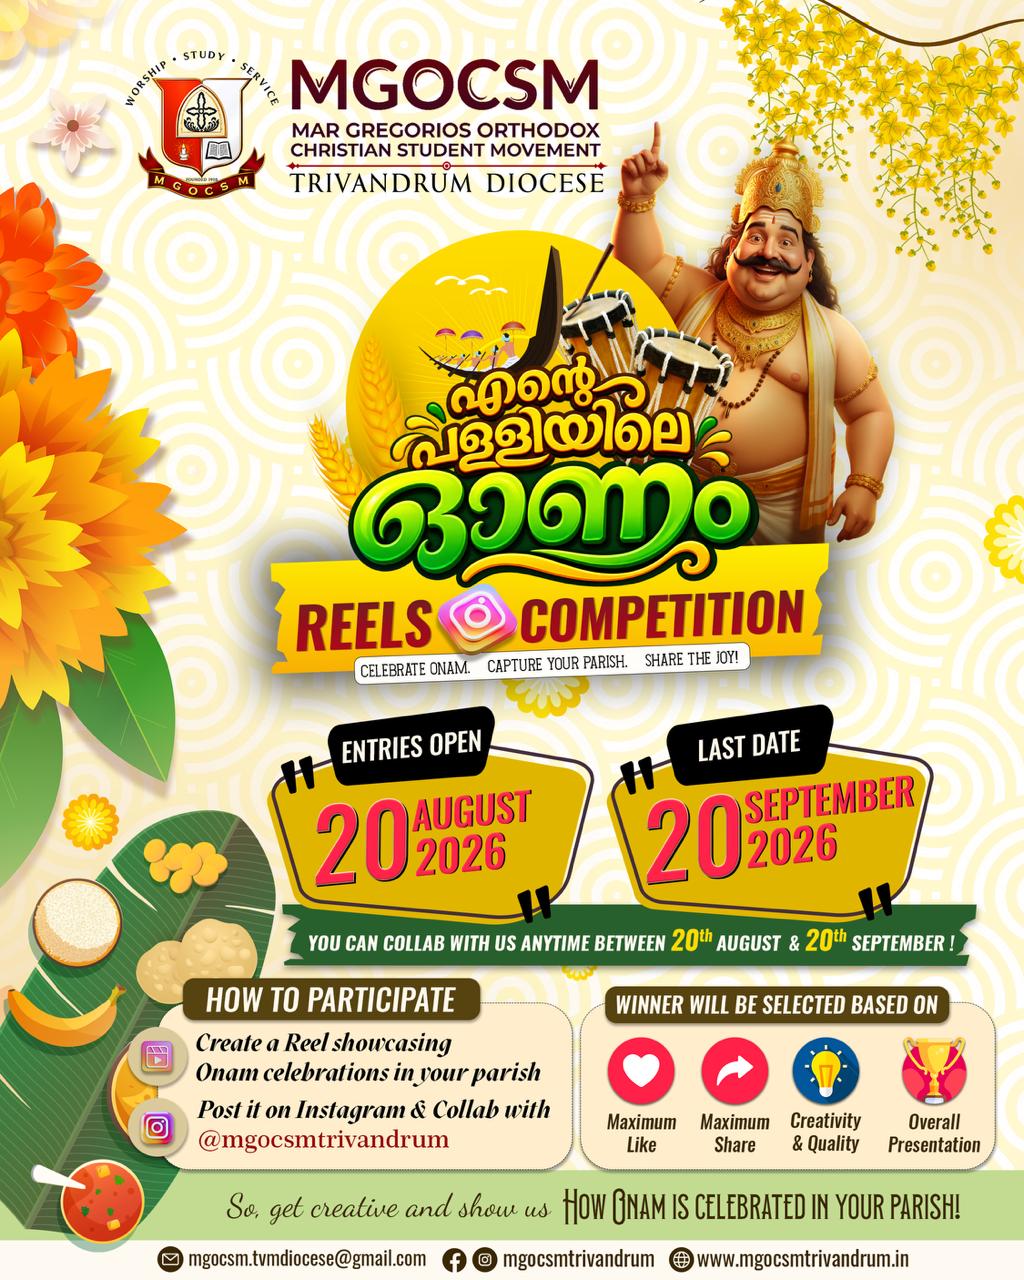 WORSHIP • STUDY • SERVICE
FOUNDED 1908
MGOCSM
MGOCSM
MAR GREGORIOS ORTHODOX
CHRISTIAN STUDENT MOVEMENT
TRIVANDRUM DIOCESE
എന്റെ
പള്ളിയിലെ
ഓണം
REELS COMPETITION
CELEBRATE ONAM. CAPTURE YOUR PARISH. SHARE THE JOY!
ENTRIES OPEN
20 AUGUST
2026
LAST DATE
20 SEPTEMBER
2026
YOU CAN COLLAB WITH US ANYTIME BETWEEN 20th AUGUST & 20th SEPTEMBER !
HOW TO PARTICIPATE
Create a Reel showcasing
Onam celebrations in your parish
Post it on Instagram & Collab with
@mgocsmtrivandrum
WINNER WILL BE SELECTED BASED ON
Maximum
Like
Maximum
Share
Creativity
& Quality
Overall
Presentation
So, get creative and show us HOW ONAM IS CELEBRATED IN YOUR PARISH!
mgocsm.tvmdiocese@gmail.com mgocsmtrivandrum www.mgocsmtrivandrum.in